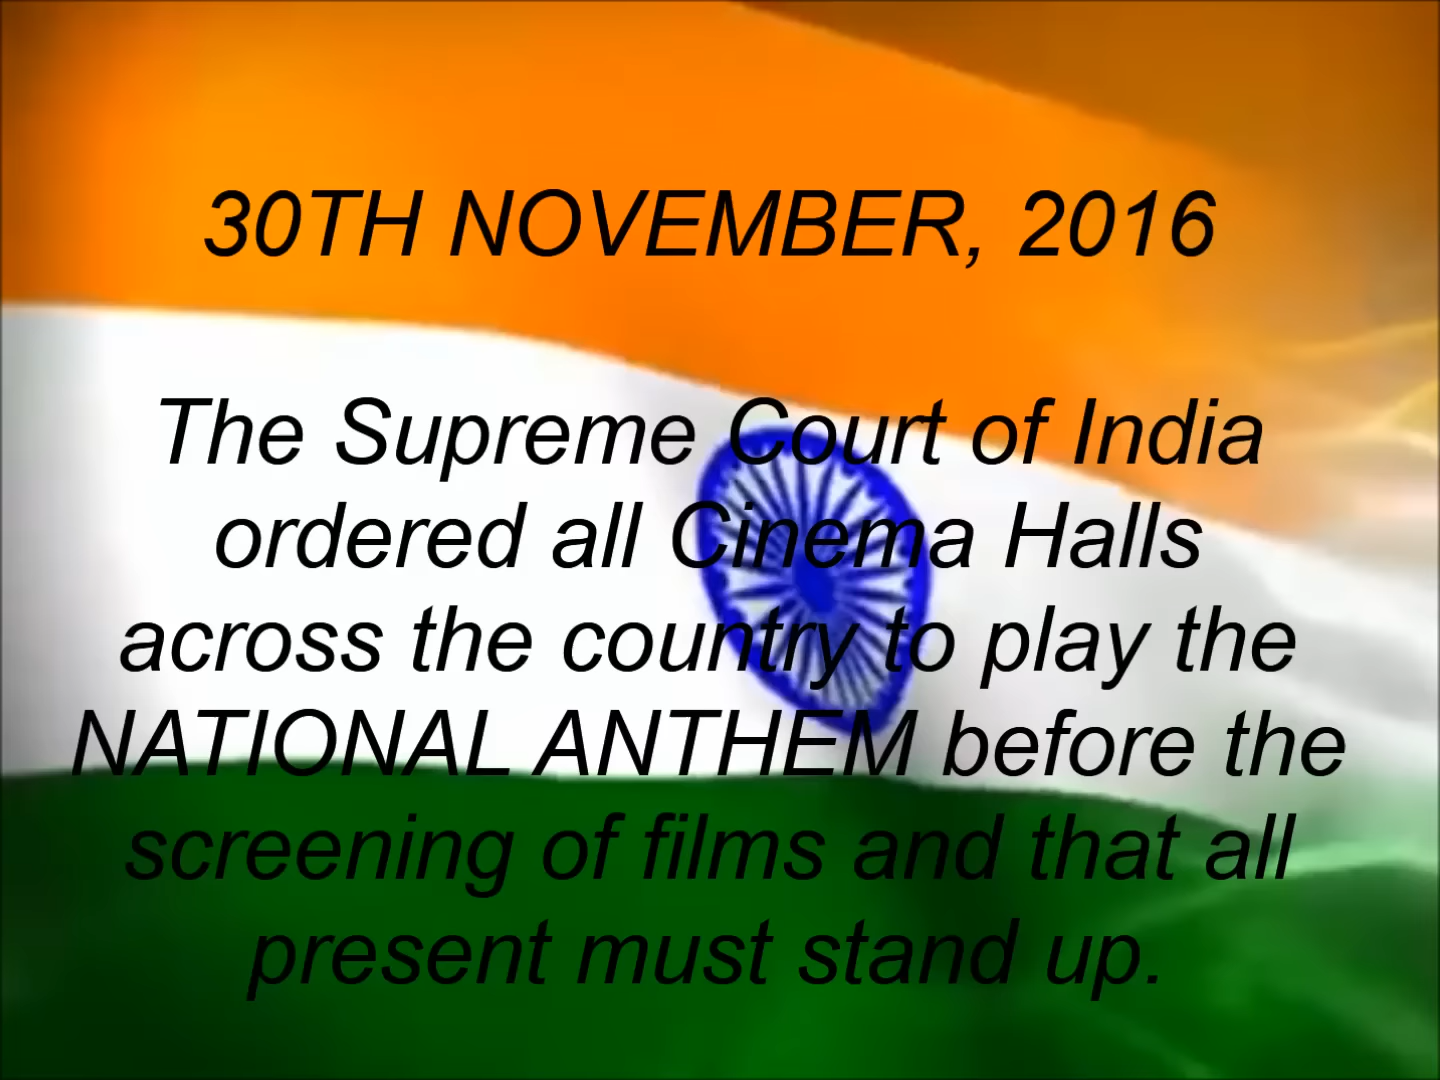 30TH NOVEMBER, 2016
The Supreme Court of India
ordered all Cinema Halls
across the country to play the
NATIONAL ANTHEM before the
screening of films and that all
present must stand up.